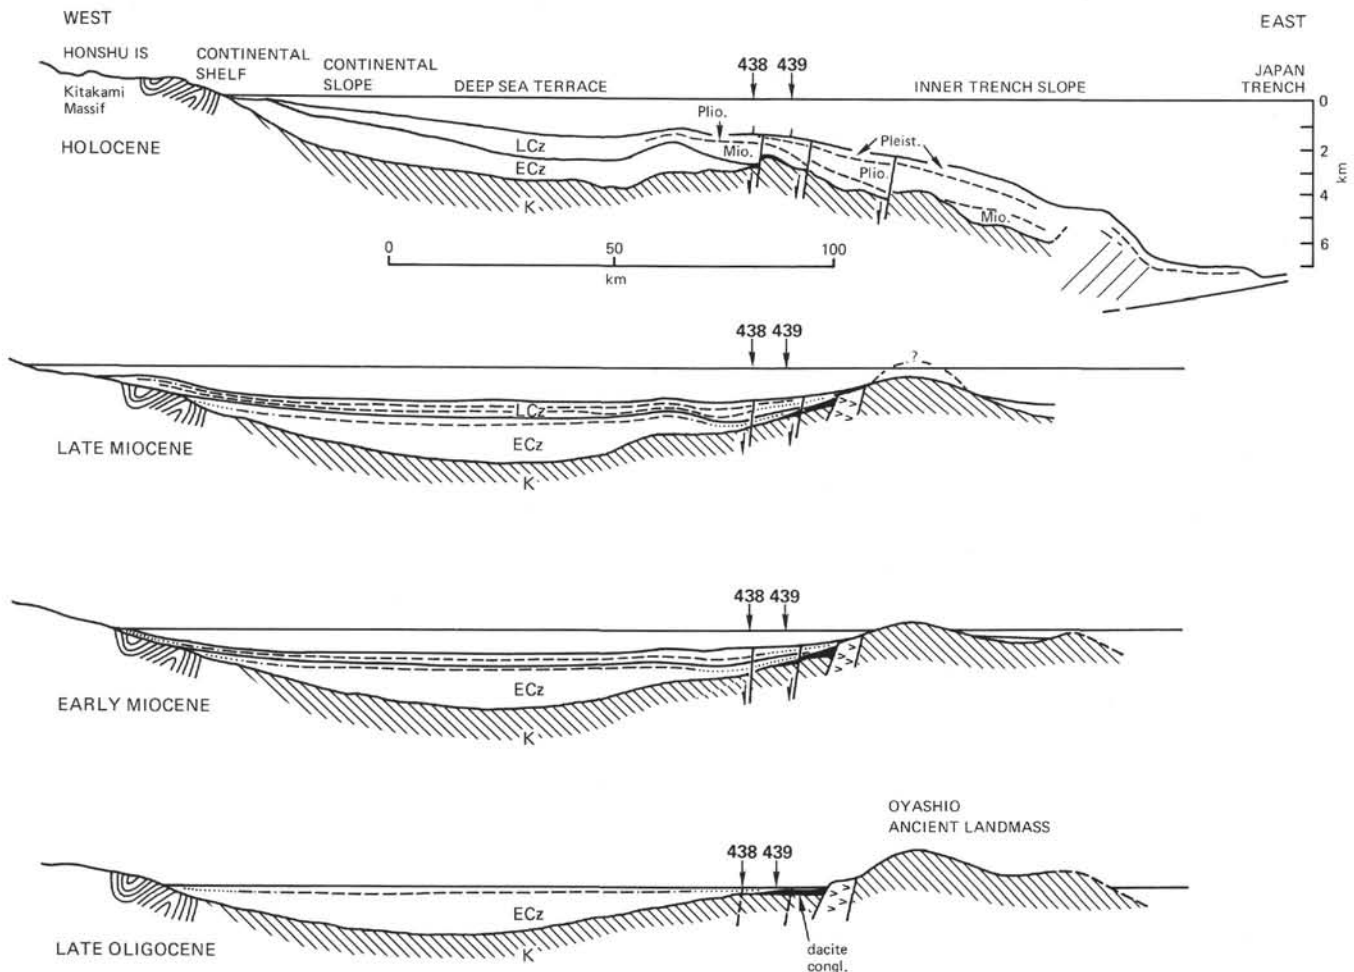 WEST
EAST
HONSHU IS
CONTINENTAL
SHELF
CONTINENTAL
SLOPE
DEEP SEA TERRACE
438 439
INNER TRENCH SLOPE
JAPAN
TRENCH
Kitakami
Massif
HOLOCENE
Plio.
Pleist.
LCz
Mio.
ECz
Plio.
K
Mio.
0
2
4
6
km
0
50
100
km
438 439
?
LCz
LATE MIOCENE
ECz
K
438 439
ECz
EARLY MIOCENE
K
OYASHIO
ANCIENT LANDMASS
438 439
ECz
LATE OLIGOCENE
K
dacite
congl.